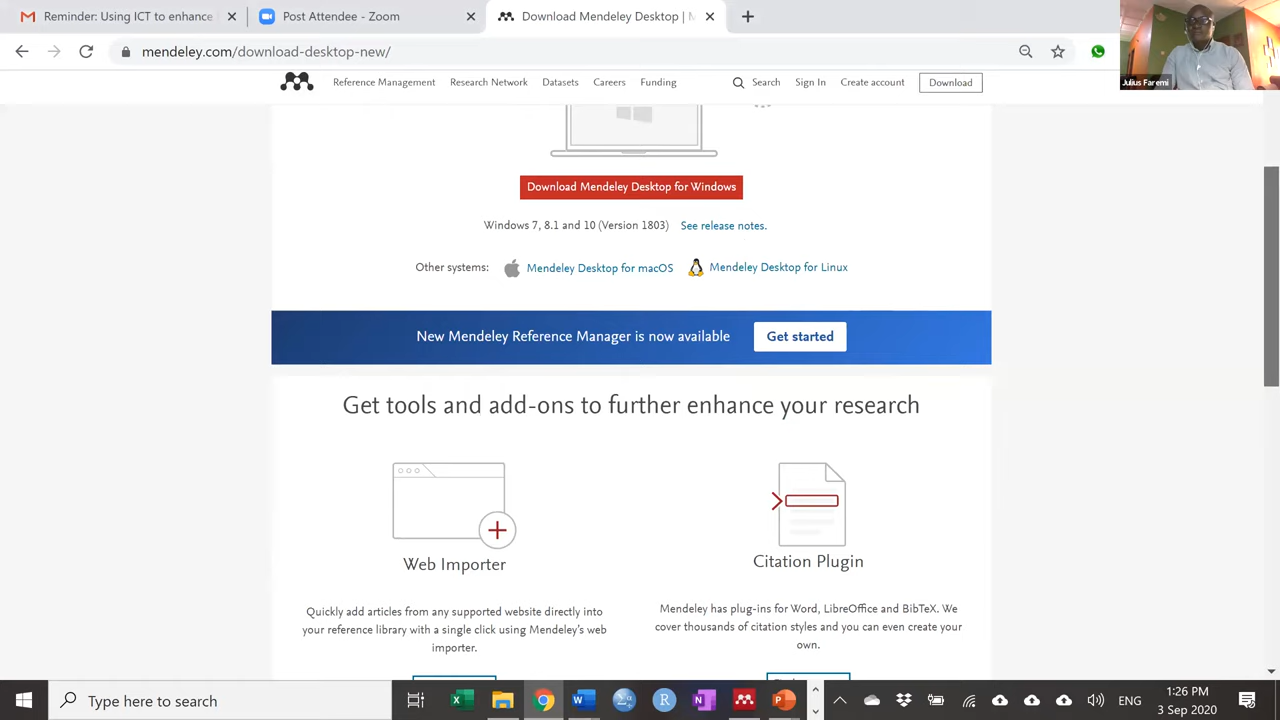 Reminder: Using ICT to enhance
Post Attendee - Zoom
Download Mendeley Desktop | M
mendeley.com/download-desktop-new/
Julius Faremi
Reference Management
Research Network
Datasets
Careers
Funding
Search
Sign In
Create account
Download
Download Mendeley Desktop for Windows
Windows 7, 8.1 and 10 (Version 1803) See release notes.
Other systems: Mendeley Desktop for macOS Mendeley Desktop for Linux
New Mendeley Reference Manager is now available Get started
Get tools and add-ons to further enhance your research
Web Importer
Quickly add articles from any supported website directly into
your reference library with a single click using Mendeley's web
importer.
Citation Plugin
Mendeley has plug-ins for Word, LibreOffice and BibTeX. We
cover thousands of citation styles and you can even create your
own.
Type here to search
ENG
1:26 PM
3 Sep 2020